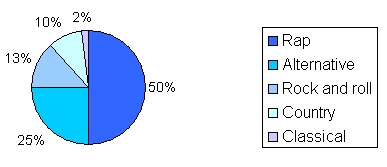 2%
10%
13%
50%
25%
Rap
Alternative
Rock and roll
Country
Classical